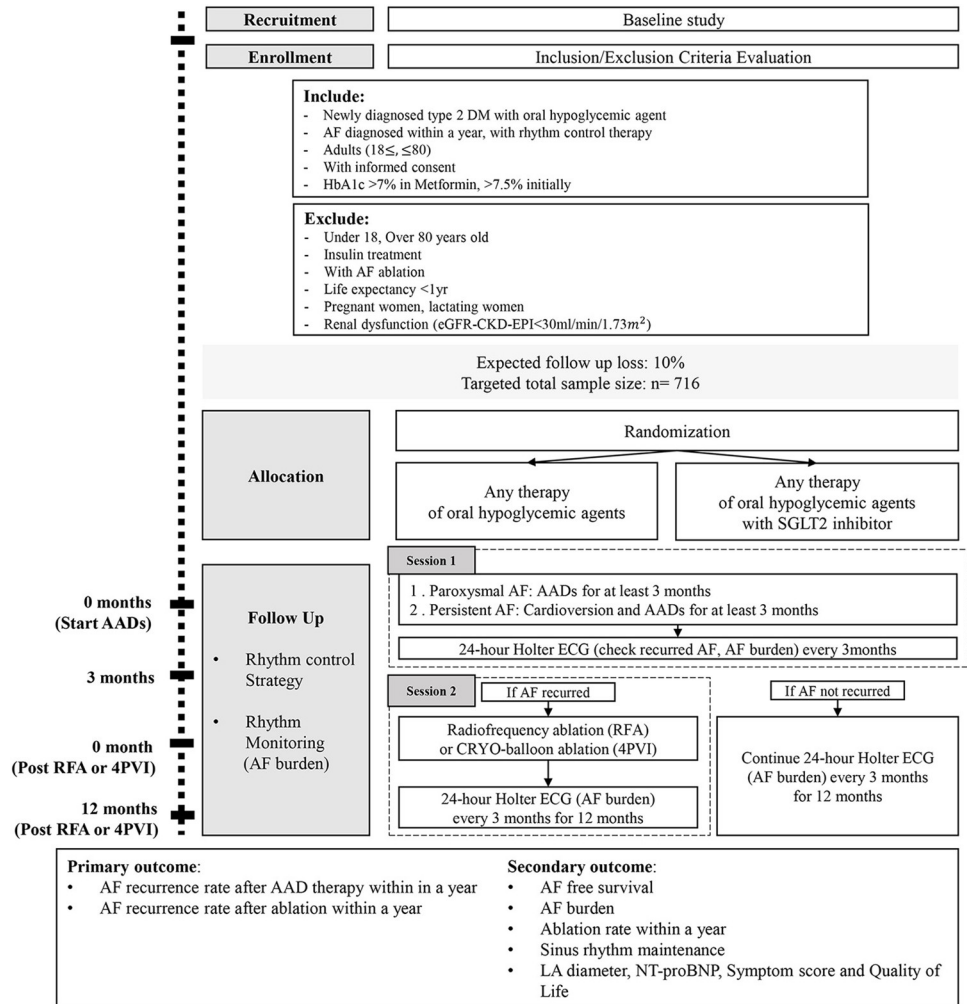 Recruitment
Baseline study
Enrollment
Inclusion/Exclusion Criteria Evaluation
Include:
- Newly diagnosed type 2 DM with oral hypoglycemic agent
- AF diagnosed within a year, with rhythm control therapy
- Adults (18≤, ≤80)
- With informed consent
- HbA1c >7% in Metformin, >7.5% initially
Exclude:
- Under 18, Over 80 years old
- Insulin treatment
- With AF ablation
- Life expectancy <1yr
- Pregnant women, lactating women
- Renal dysfunction (eGFR-CKD-EPI<30ml/min/1.73m²)
Expected follow up loss: 10%
Targeted total sample size: n= 716
Allocation
Randomization
Any therapy
of oral hypoglycemic agents
Any therapy
of oral hypoglycemic agents
with SGLT2 inhibitor
0 months
(Start AADs)
3 months
0 month
(Post RFA or 4PVI)
12 months
(Post RFA or 4PVI)
Follow Up
• Rhythm control
Strategy
• Rhythm
Monitoring
(AF burden)
Session 1
1 . Paroxysmal AF: AADs for at least 3 months
2 . Persistent AF: Cardioversion and AADs for at least 3 months
24-hour Holter ECG (check recurred AF, AF burden) every 3months
Session 2
If AF recurred
Radiofrequency ablation (RFA)
or CRYO-balloon ablation (4PVI)
24-hour Holter ECG (AF burden)
every 3 months for 12 months
If AF not recurred
Continue 24-hour Holter ECG
(AF burden) every 3 months
for 12 months
Primary outcome:
• AF recurrence rate after AAD therapy within in a year
• AF recurrence rate after ablation within a year
Secondary outcome:
• AF free survival
• AF burden
• Ablation rate within a year
• Sinus rhythm maintenance
• LA diameter, NT-proBNP, Symptom score and Quality of
Life